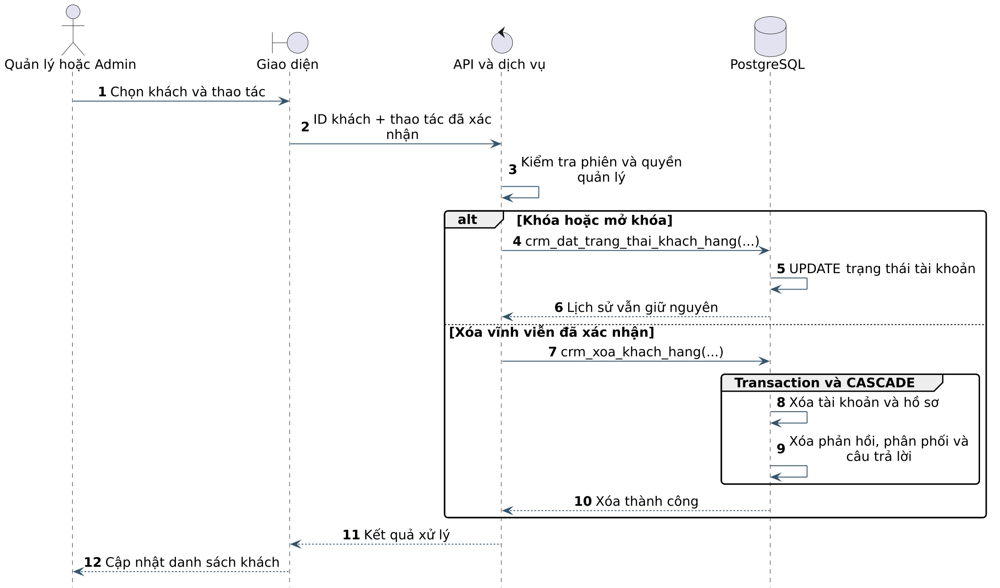 Quản lý hoặc Admin
Giao diện
API và dịch vụ
PostgreSQL
1 Chọn khách và thao tác
2 ID khách + thao tác đã xác
nhận
3 Kiểm tra phiên và quyền
quản lý
alt [Khóa hoặc mở khóa]
4 crm_dat_trang_thai_khach_hang(...)
5 UPDATE trạng thái tài khoản
6 Lịch sử vẫn giữ nguyên
[Xóa vĩnh viễn đã xác nhận]
7 crm_xoa_khach_hang(...)
Transaction và CASCADE
8 Xóa tài khoản và hồ sơ
9 Xóa phản hồi, phân phối và
câu trả lời
10 Xóa thành công
11 Kết quả xử lý
12 Cập nhật danh sách khách